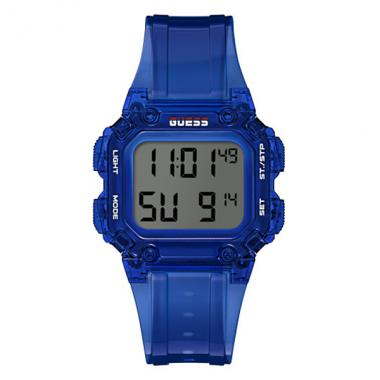 GUESS
LIGHT
ST./STP
11:01 49
SU 9 14
MODE
SET